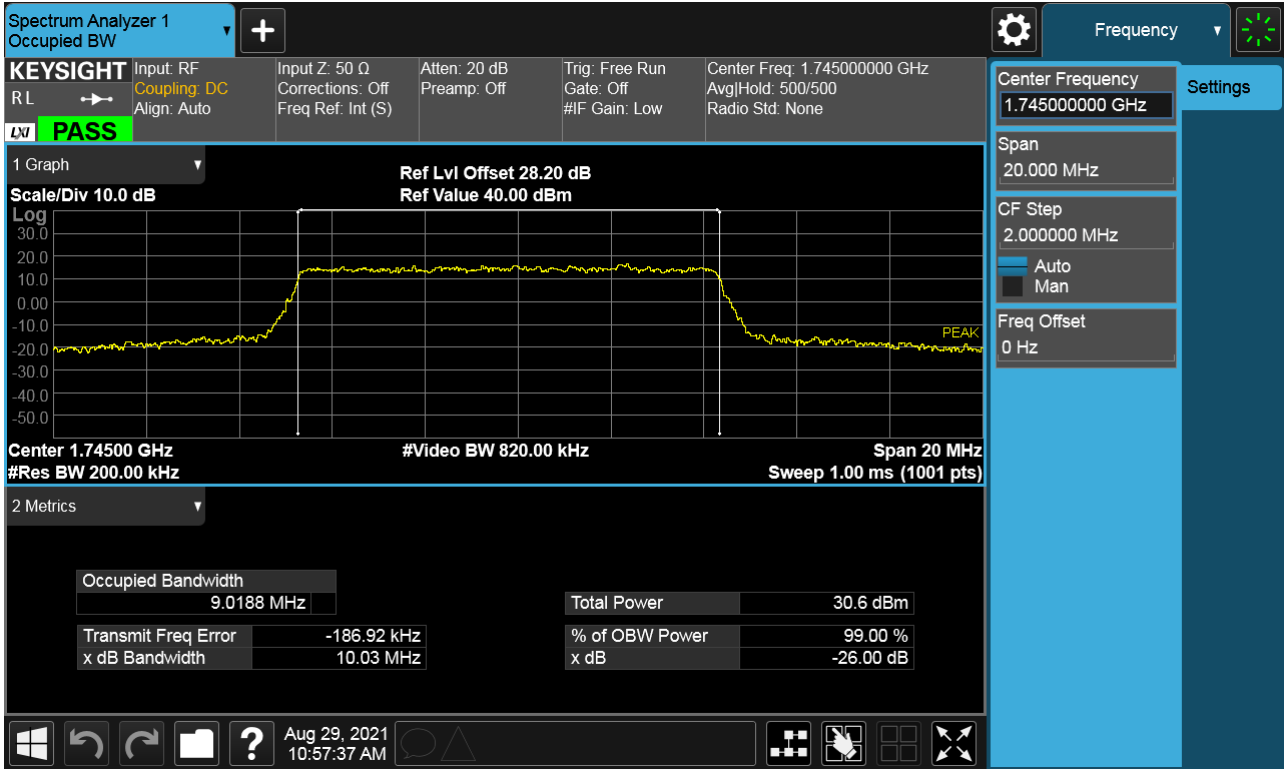 Spectrum Analyzer 1
Occupied BW
Frequency
KEYSIGHT
R L
LXI
PASS
Input: RF
Coupling: DC
Align: Auto
Input Z: 50 Ω
Corrections: Off
Freq Ref: Int (S)
Atten: 20 dB
Preamp: Off
Trig: Free Run
Gate: Off
#IF Gain: Low
Center Freq: 1.745000000 GHz
Avg|Hold: 500/500
Radio Std: None
Center Frequency
1.745000000 GHz
Settings
Span
20.000 MHz
CF Step
2.000000 MHz
Auto
Man
Freq Offset
0 Hz
1 Graph
Scale/Div 10.0 dB
Ref Lvl Offset 28.20 dB
Ref Value 40.00 dBm
Log
30.0
20.0
10.0
0.00
-10.0
-20.0
-30.0
-40.0
-50.0
PEAK
Center 1.74500 GHz
#Video BW 820.00 kHz
Span 20 MHz
#Res BW 200.00 kHz
Sweep 1.00 ms (1001 pts)
2 Metrics
Occupied Bandwidth
9.0188 MHz
Total Power 30.6 dBm
Transmit Freq Error -186.92 kHz
% of OBW Power 99.00 %
x dB Bandwidth 10.03 MHz
x dB -26.00 dB
?
Aug 29, 2021
10:57:37 AM